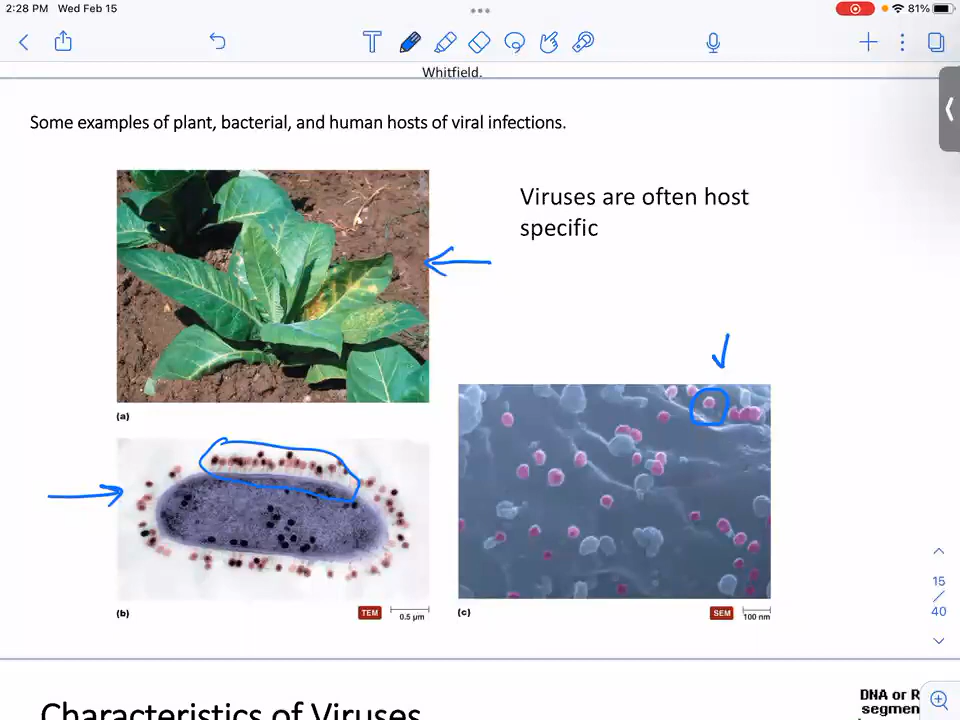 2:28 PM Wed Feb 15
81%
T
Whitfield.
Some examples of plant, bacterial, and human hosts of viral infections.
Viruses are often host
specific
(a)
(b)
TEM
0.5 µm
(c)
SEM
100 nm
15
/
40
Characteristics of Viruses
DNA or R
segmen